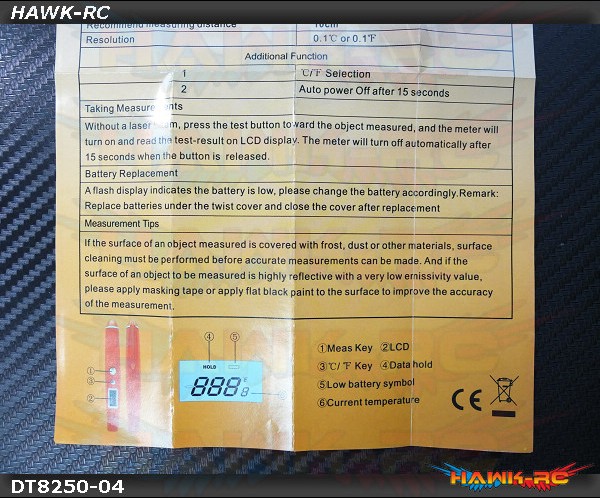 HAWK-RC
Recommend measuring distance 10cm
Resolution 0.1℃ or 0.1℉
Additional Function
1 ℃/℉ Selection
2 Auto power Off after 15 seconds
Taking Measurements
Without a laser beam, press the test button toward the object measured, and the meter will
turn on and read the test-result on LCD display. The meter will turn off automatically after
15 seconds when the button is released.
Battery Replacement
A flash display indicates the battery is low, please change the battery accordingly.Remark:
Replace batteries under the twist cover and close the cover after replacement
Measurement Tips
If the surface of an object measured is covered with frost, dust or other materials, surface
cleaning must be performed before accurate measurements can be made. And if the
surface of an object to be measured is highly reflective with a very low emissivity value,
please apply masking tape or apply flat black paint to the surface to improve the accuracy
of the measurement.
④ ⑤
HOLD
888
①
③
②
①Meas Key ②LCD
③℃/℉ Key ④Data hold
⑤Low battery symbol
⑥Current temperature
CE
HAWK-RC
DT8250-04